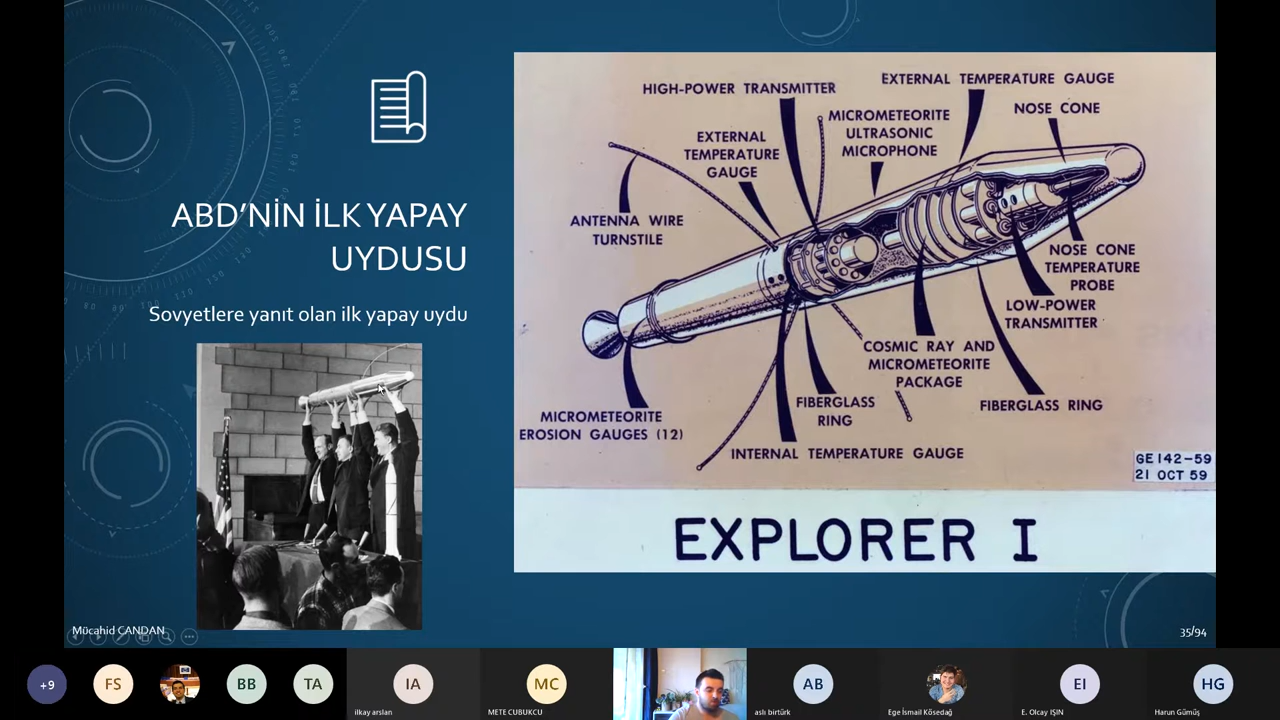 ABD'NİN İLK YAPAY
UYDUSU
Sovyetlere yanıt olan ilk yapay uydu
HIGH-POWER TRANSMITTER
EXTERNAL TEMPERATURE GAUGE
EXTERNAL
TEMPERATURE
GAUGE
MICROMETEORITE
ULTRASONIC
MICROPHONE
NOSE CONE
ANTENNA WIRE
TURNSTILE
NOSE CONE
TEMPERATURE
PROBE
LOW-POWER
TRANSMITTER
COSMIC RAY AND
MICROMETEORITE
PACKAGE
FIBERGLASS
RING
FIBERGLASS RING
MICROMETEORITE
EROSION GAUGES (12)
INTERNAL TEMPERATURE GAUGE
GE142-59
21 OCT 59
EXPLORER I
Mücahid CANDAN
35/94
+9
FS
BB
TA
IA
MC
AB
EI
HG
ilkay arslan
METE CUBUKCU
aslı birtürk
Ege İsmail Kösedağ
E. Olcay IŞIN
Harun Gümüş